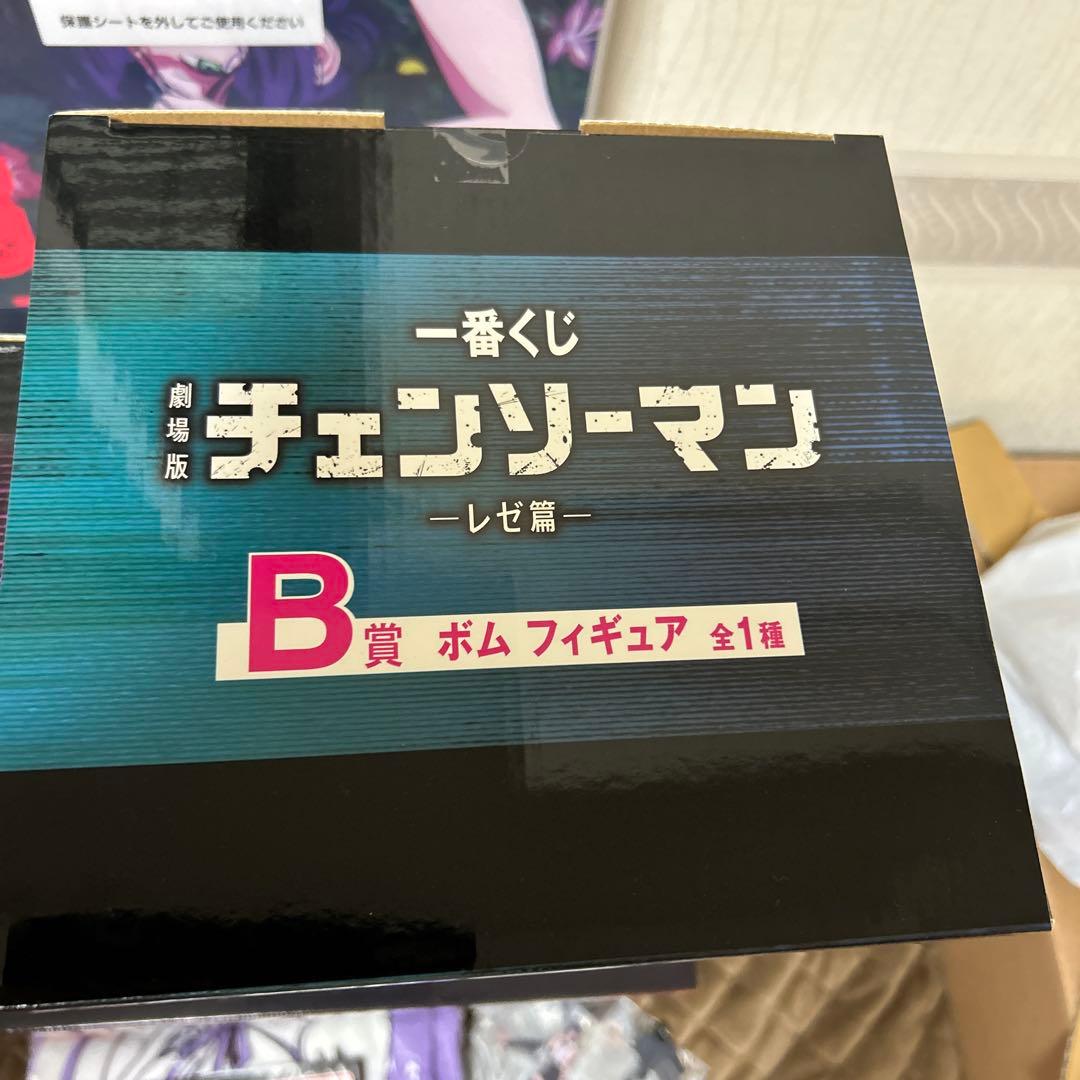 保護シートを外してご使用ください
一番くじ
劇場版 チェンソーマン
―レゼ篇―
B賞 ボム フィギュア 全1種